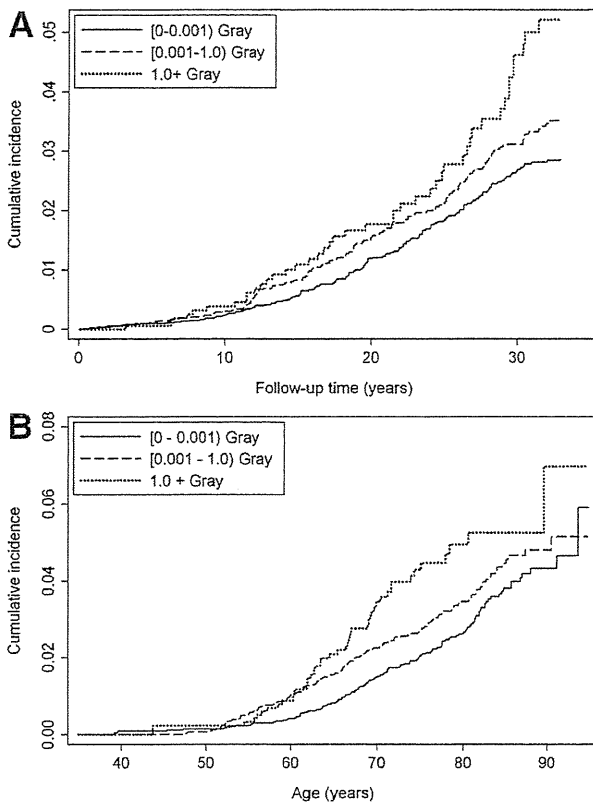 A
[0-0.001) Gray
[0.001-1.0) Gray
1.0+ Gray
Cumulative incidence
.05
.04
.03
.02
.01
0
0
10
20
30
Follow-up time (years)
B
[0 - 0.001) Gray
[0.001 - 1.0) Gray
1.0 + Gray
Cumulative incidence
0.08
0.06
0.04
0.02
0.00
40
50
60
70
80
90
Age (years)